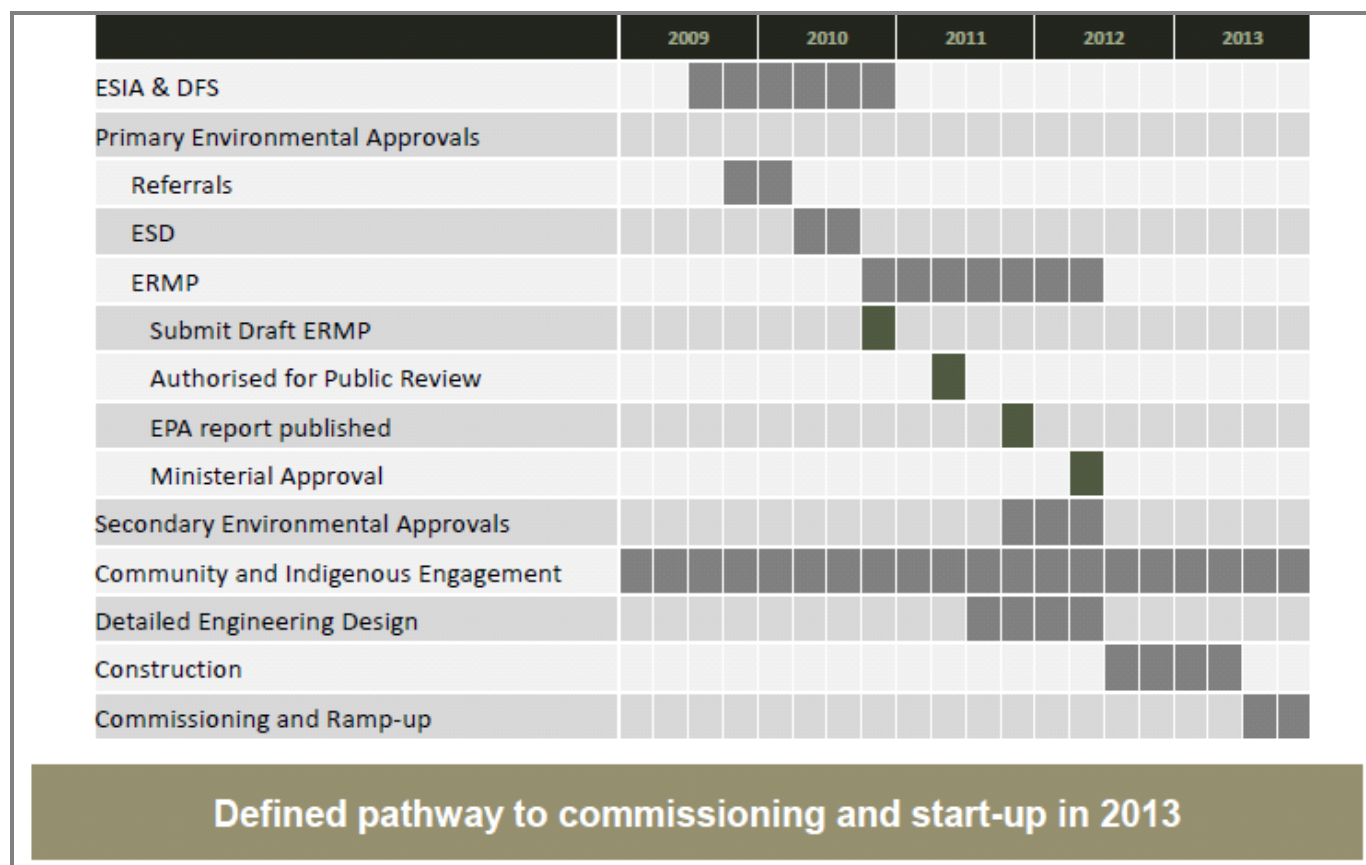 2009 2010 2011 2012 2013
ESIA & DFS
Primary Environmental Approvals
Referrals
ESD
ERMP
Submit Draft ERMP
Authorised for Public Review
EPA report published
Ministerial Approval
Secondary Environmental Approvals
Community and Indigenous Engagement
Detailed Engineering Design
Construction
Commissioning and Ramp-up
Defined pathway to commissioning and start-up in 2013